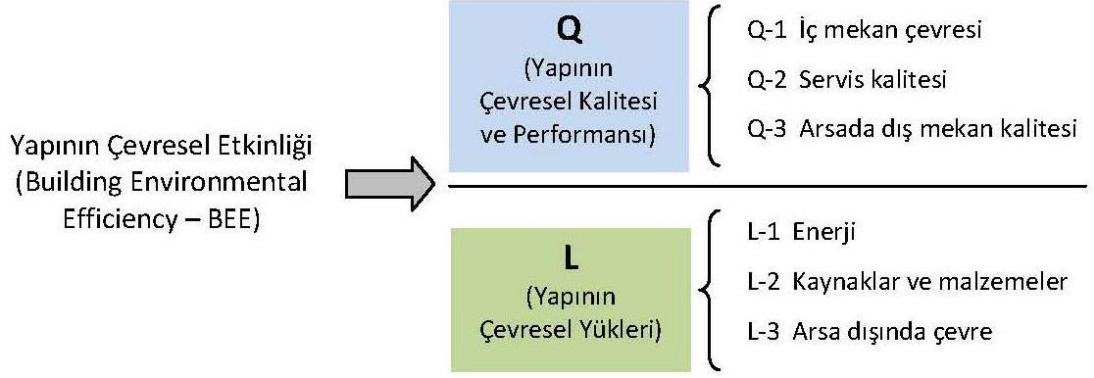 Yapının Çevresel Etkinliği
(Building Environmental
Efficiency – BEE)
Q
(Yapının
Çevresel Kalitesi
ve Performansı)
Q-1 İç mekan çevresi
Q-2 Servis kalitesi
Q-3 Arsada dış mekan kalitesi
L
(Yapının
Çevresel Yükleri)
L-1 Enerji
L-2 Kaynaklar ve malzemeler
L-3 Arsa dışında çevre